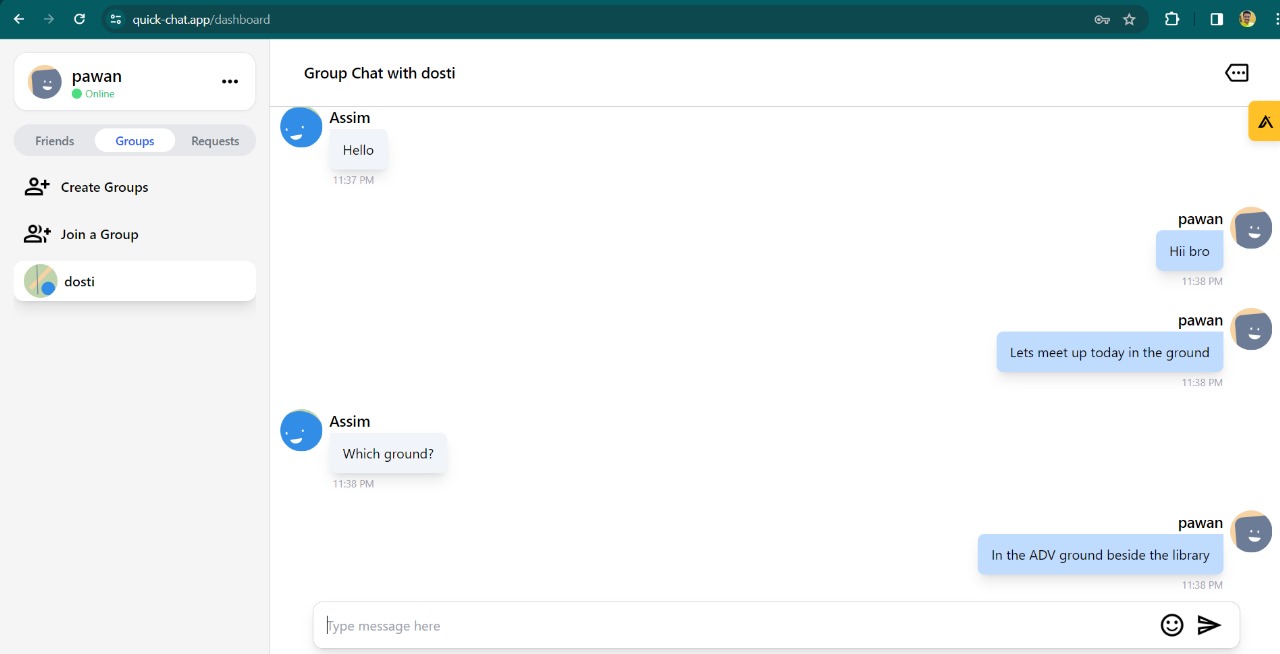 quick-chat.app/dashboard
pawan
Online
Friends Groups Requests
Create Groups
Join a Group
dosti
Group Chat with dosti
Assim
Hello
11:37 PM
pawan
Hii bro
11:38 PM
pawan
Lets meet up today in the ground
11:38 PM
Assim
Which ground?
11:38 PM
pawan
In the ADV ground beside the library
11:38 PM
Type message here